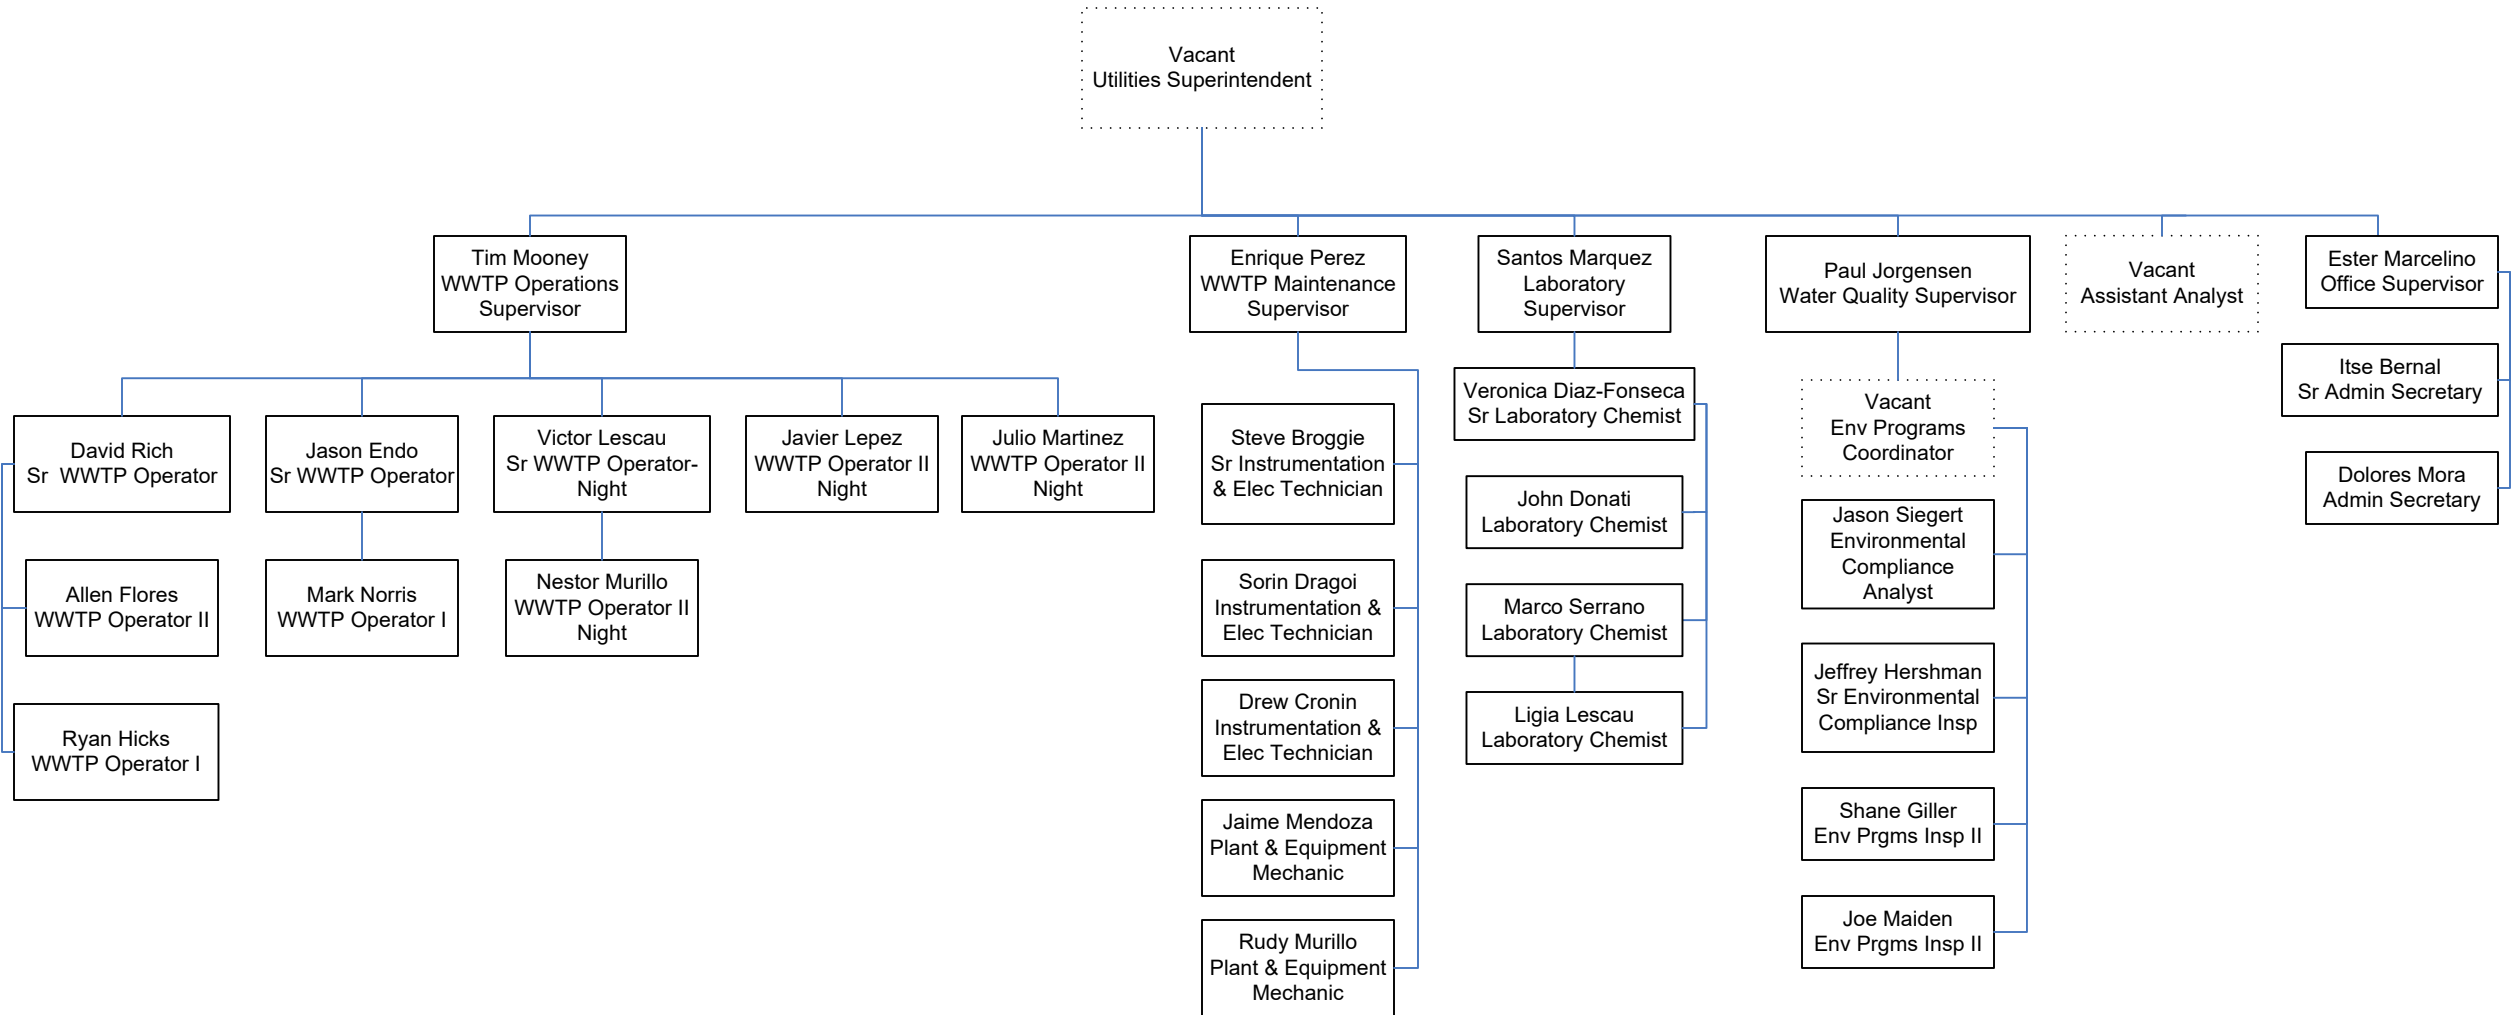 Vacant
Utilities Superintendent
Tim Mooney
WWTP Operations
Supervisor
Enrique Perez
WWTP Maintenance
Supervisor
Santos Marquez
Laboratory
Supervisor
Paul Jorgensen
Water Quality Supervisor
Vacant
Assistant Analyst
Ester Marcelino
Office Supervisor
David Rich
Sr  WWTP Operator
Allen Flores
WWTP Operator II
Ryan Hicks
WWTP Operator I
Jason Endo
Sr WWTP Operator
Mark Norris
WWTP Operator I
Victor Lescau
Sr WWTP Operator-
Night
Nestor Murillo
WWTP Operator II
Night
Javier Lepez
WWTP Operator II
Night
Julio Martinez
WWTP Operator II
Night
Steve Broggie
Sr Instrumentation
& Elec Technician
Sorin Dragoi
Instrumentation &
Elec Technician
Drew Cronin
Instrumentation &
Elec Technician
Jaime Mendoza
Plant & Equipment
Mechanic
Rudy Murillo
Plant & Equipment
Mechanic
Veronica Diaz-Fonseca
Sr Laboratory Chemist
John Donati
Laboratory Chemist
Marco Serrano
Laboratory Chemist
Ligia Lescau
Laboratory Chemist
Vacant
Env Programs
Coordinator
Jason Siegert
Environmental
Compliance
Analyst
Jeffrey Hershman
Sr Environmental
Compliance Insp
Shane Giller
Env Prgms Insp II
Joe Maiden
Env Prgms Insp II
Itse Bernal
Sr Admin Secretary
Dolores Mora
Admin Secretary